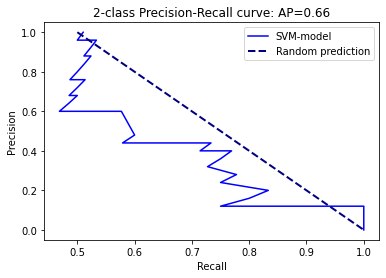 2-class Precision-Recall curve: AP=0.66
SVM-model
Random prediction
Precision
1.0
0.8
0.6
0.4
0.2
0.0
0.5 0.6 0.7 0.8 0.9 1.0
Recall